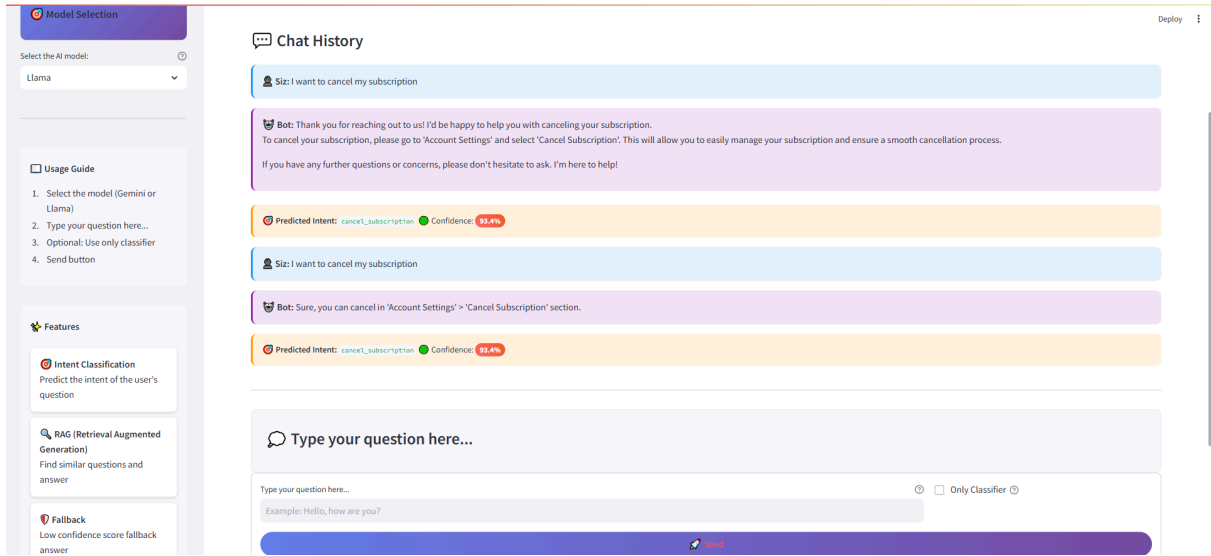 Model Selection
Select the AI model:
Llama
Usage Guide
1. Select the model (Gemini or
Llama)
2. Type your question here...
3. Optional: Use only classifier
4. Send button
Features
Intent Classification
Predict the intent of the user's
question
RAG (Retrieval Augmented
Generation)
Find similar questions and
answer
Fallback
Low confidence score fallback
answer
Deploy
Chat History
Siz: I want to cancel my subscription
Bot: Thank you for reaching out to us! I'd be happy to help you with canceling your subscription.
To cancel your subscription, please go to 'Account Settings' and select 'Cancel Subscription'. This will allow you to easily manage your subscription and ensure a smooth cancellation process.
If you have any further questions or concerns, please don't hesitate to ask. I'm here to help!
Predicted Intent: cancel_subscription Confidence: 93.4%
Siz: I want to cancel my subscription
Bot: Sure, you can cancel in 'Account Settings' > 'Cancel Subscription' section.
Predicted Intent: cancel_subscription Confidence: 93.4%
Type your question here...
Type your question here...
Only Classifier
Example: Hello, how are you?
Send